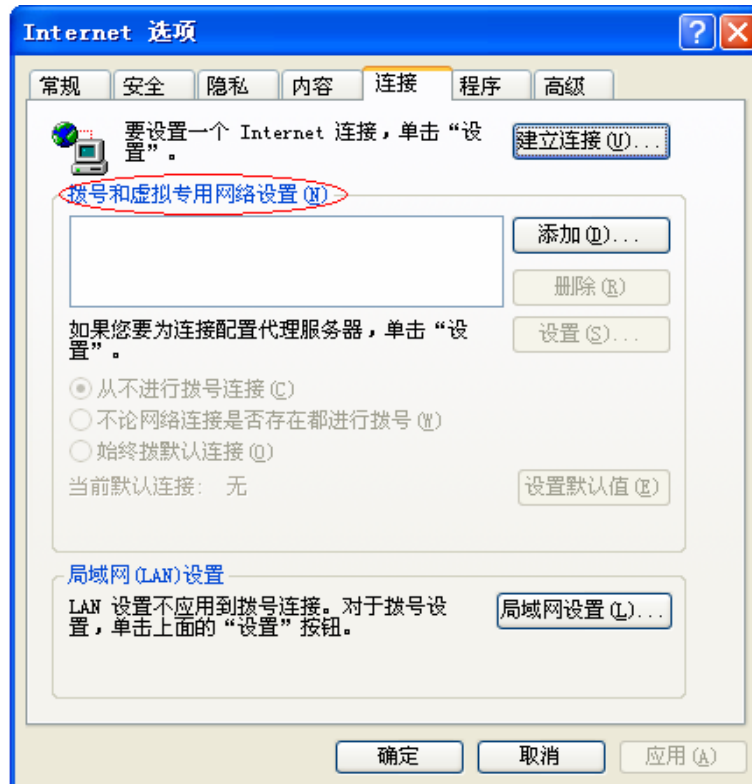 Internet 选项
常规 安全 隐私 内容 连接 程序 高级
要设置一个 Internet 连接，单击“设
置”。
建立连接(U)...
拨号和虚拟专用网络设置(N)
添加(D)...
删除(R)
如果您要为连接配置代理服务器，单击“设
置”。
设置(S)...
从不进行拨号连接(C)
不论网络连接是否存在都进行拨号(W)
始终拨默认连接(O)
当前默认连接： 无
设置默认值(E)
局域网(LAN)设置
LAN 设置不应用到拨号连接。对于拨号设
置，单击上面的“设置”按钮。
局域网设置(L)...
确定 取消 应用(A)